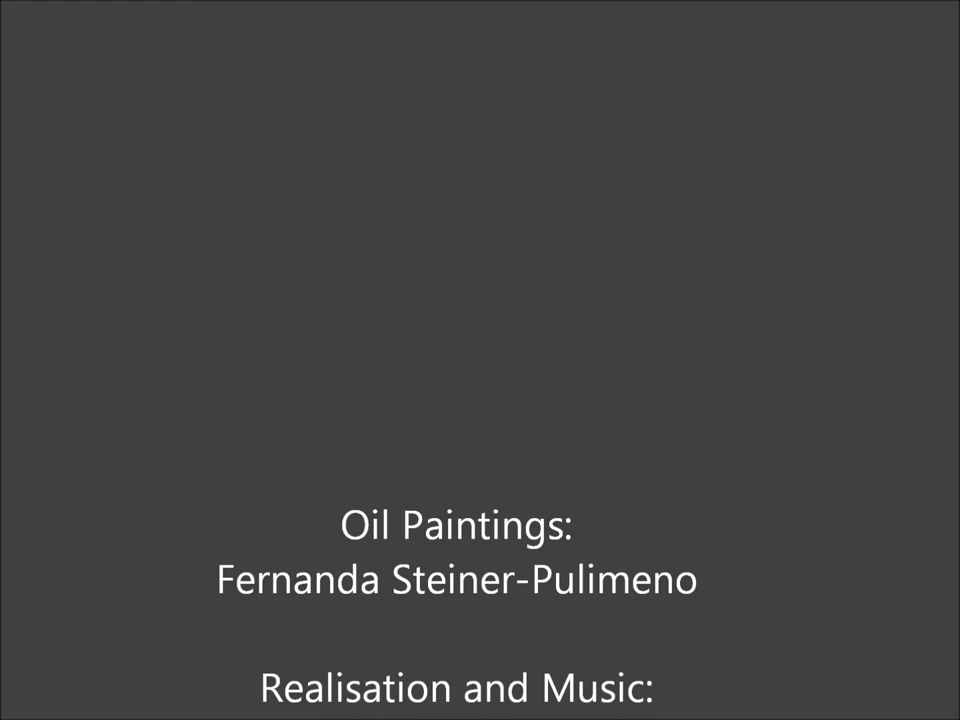 Oil Paintings:
Fernanda Steiner-Pulimeno
Realisation and Music: